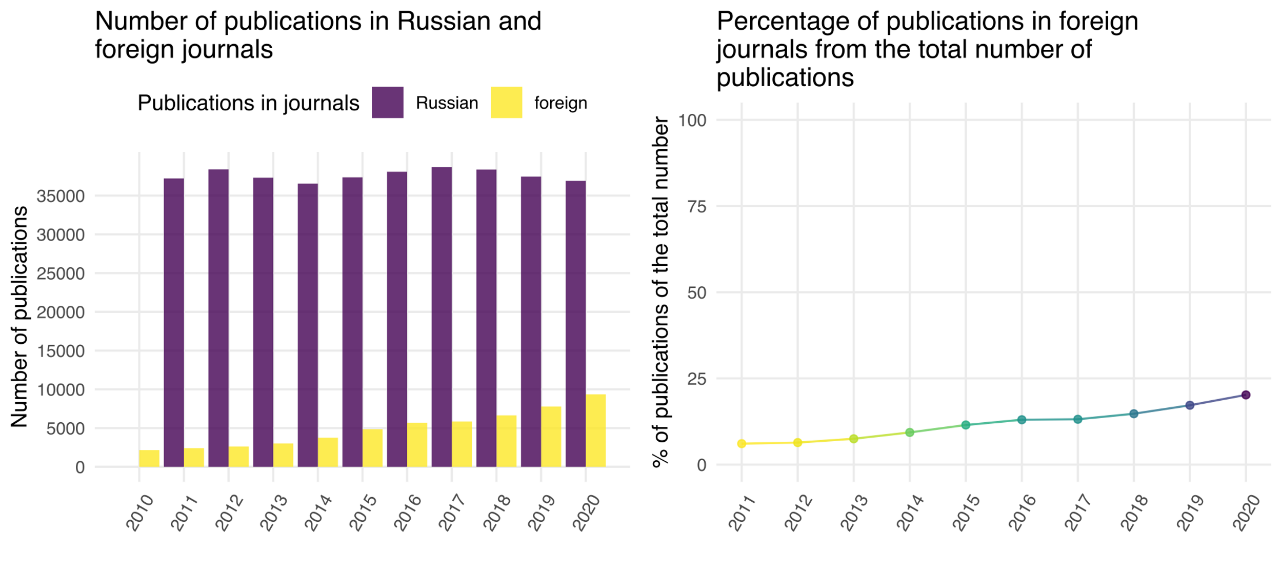 Number of publications in Russian and
foreign journals
Publications in journals Russian foreign
Number of publications
35000
30000
25000
20000
15000
10000
5000
0
2010 2011 2012 2013 2014 2015 2016 2017 2018 2019 2020
Percentage of publications in foreign
journals from the total number of
publications
% of publications of the total number
100
75
50
25
0
2011 2012 2013 2014 2015 2016 2017 2018 2019 2020